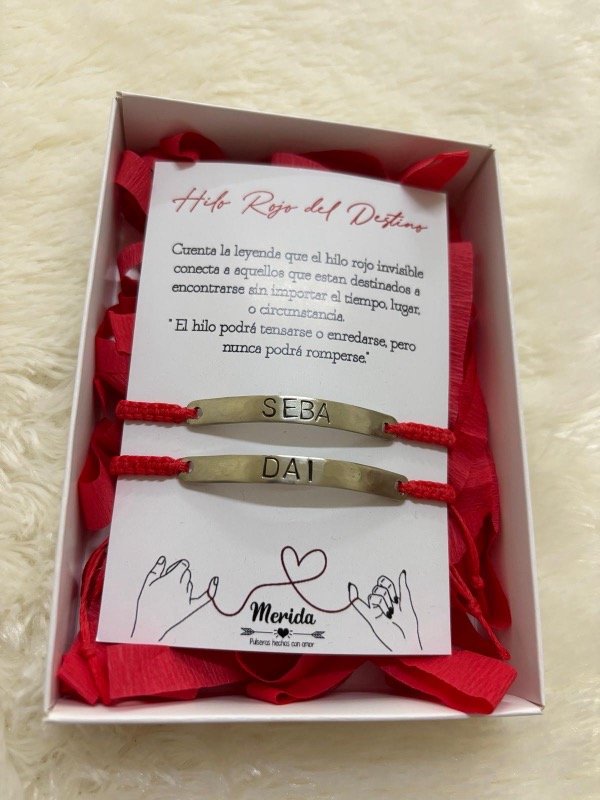 Hilo Rojo del Destino
Cuenta la leyenda que el hilo rojo invisible
conecta a aquellos que estan destinados a
encontrarse sin importar el tiempo, lugar,
o circunstancia.
"El hilo podrá tensarse o enredarse, pero
nunca podrá romperse."
SEBA
DAI
Merida
Pulseras hechas con amor